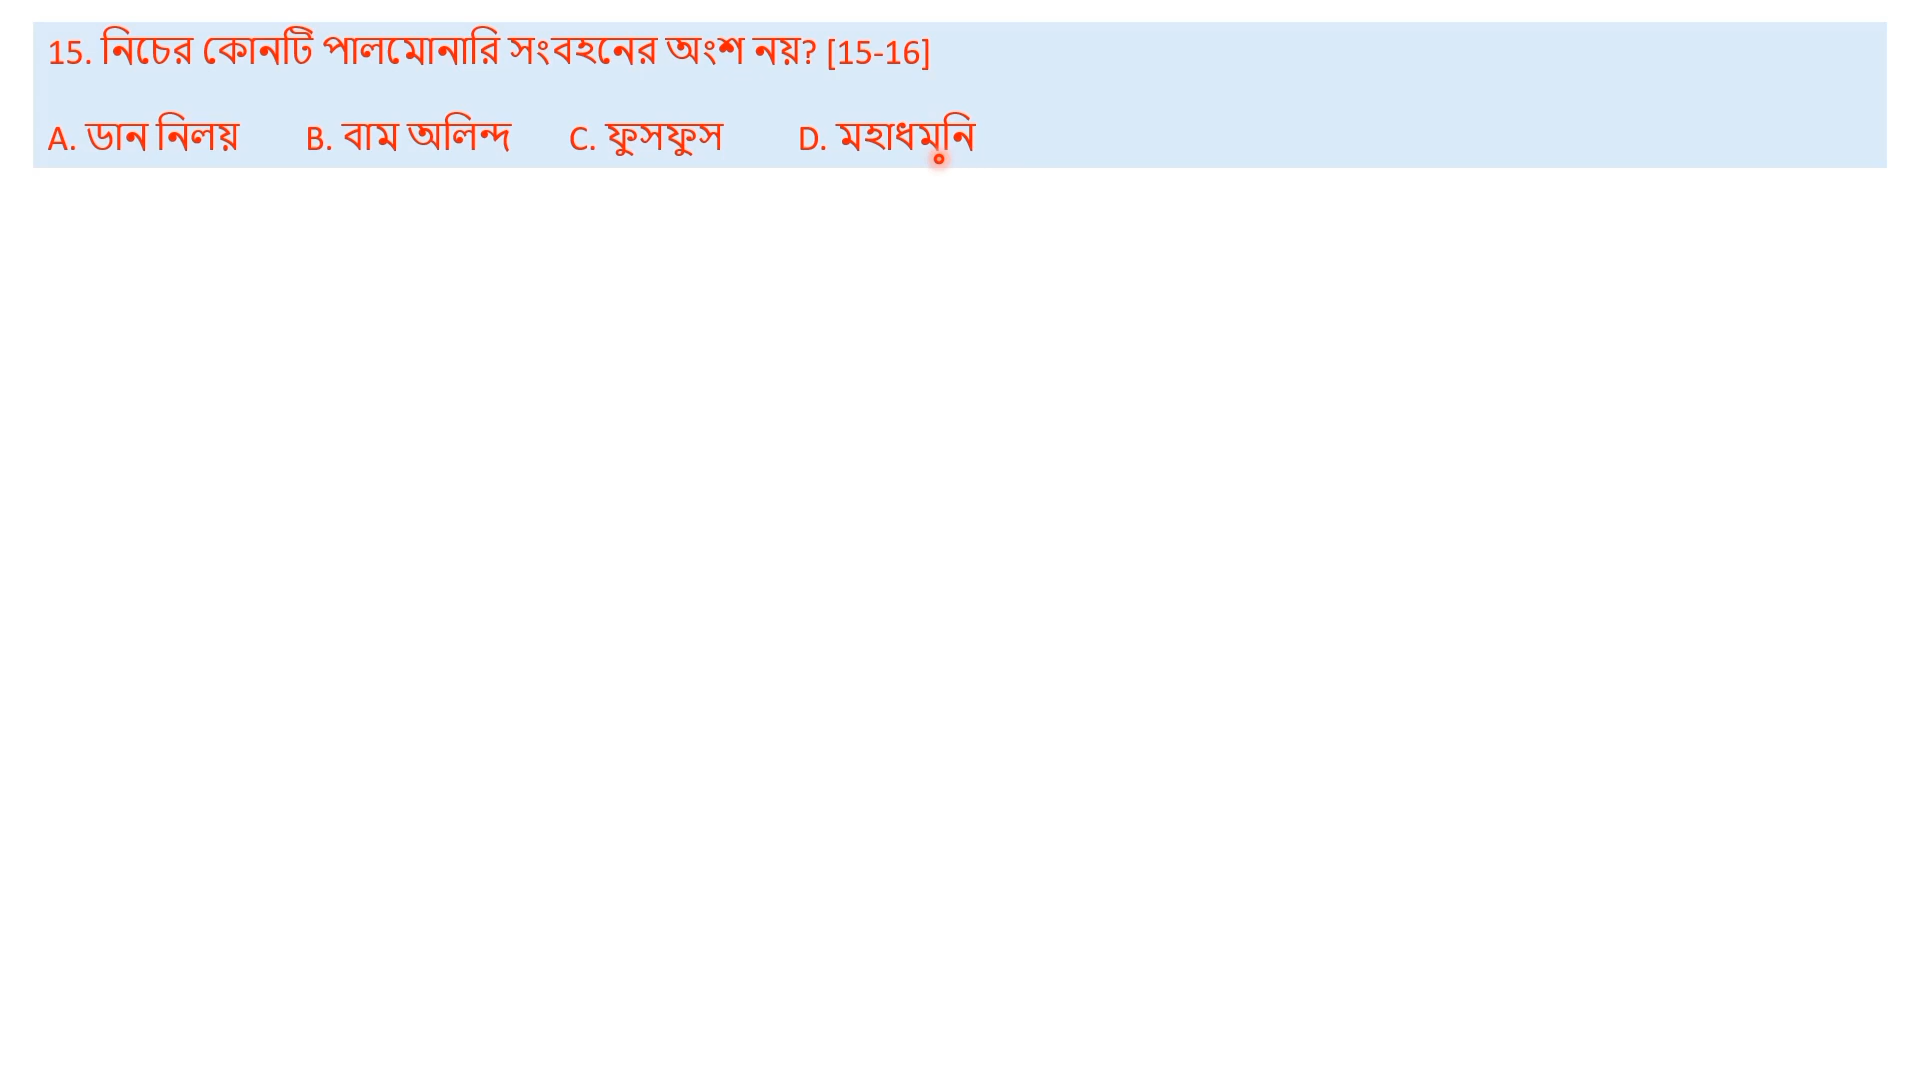 15. নিচের কোনটি পালমোনারি সংবহনের অংশ নয়? [15-16]
A. ডান নিলয় B. বাম অলিন্দ C. ফুসফুস D. মহাধমনি